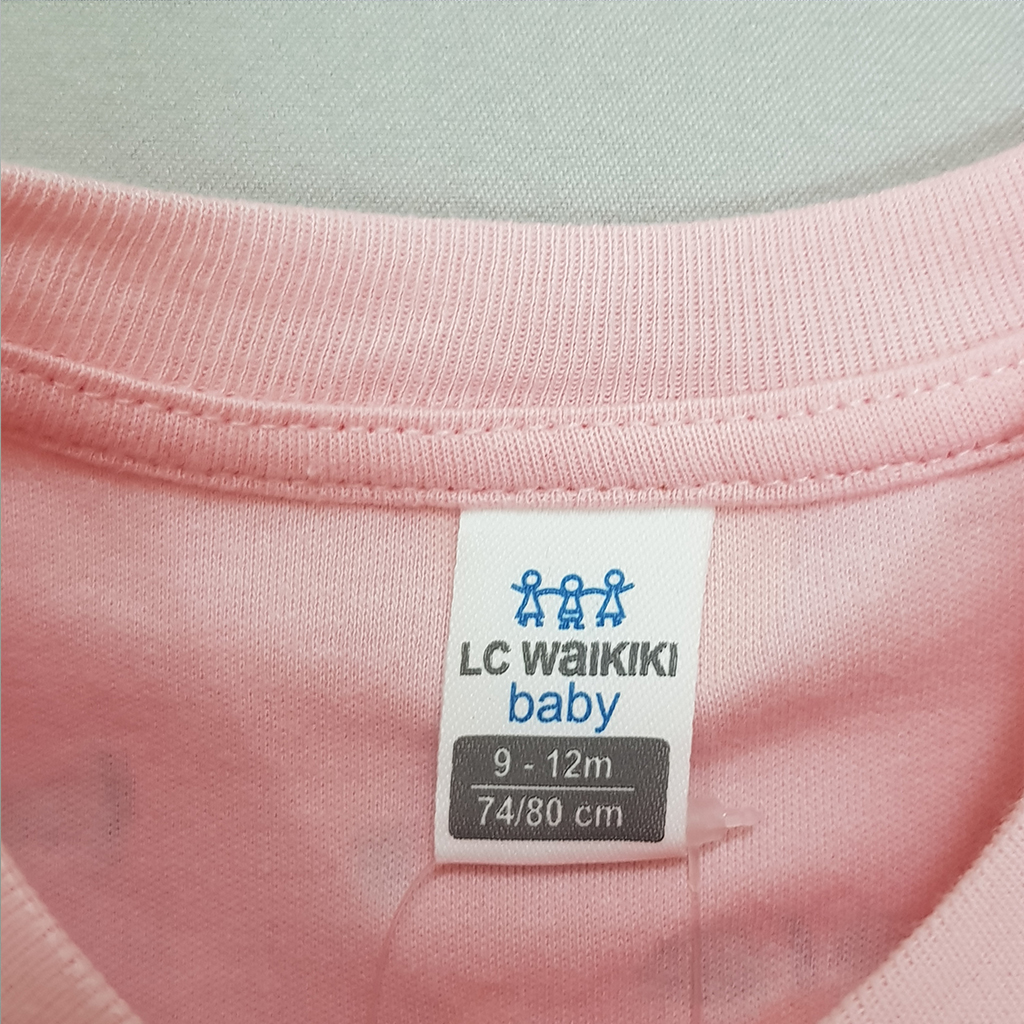 LC WAIKIKI
baby
9 - 12m
74/80 cm